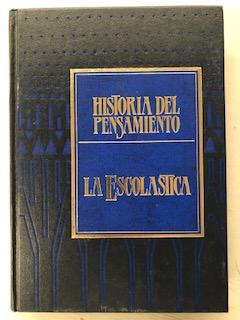 HISTORIA DEL
PENSAMIENTO
LA ESCOLASTICA